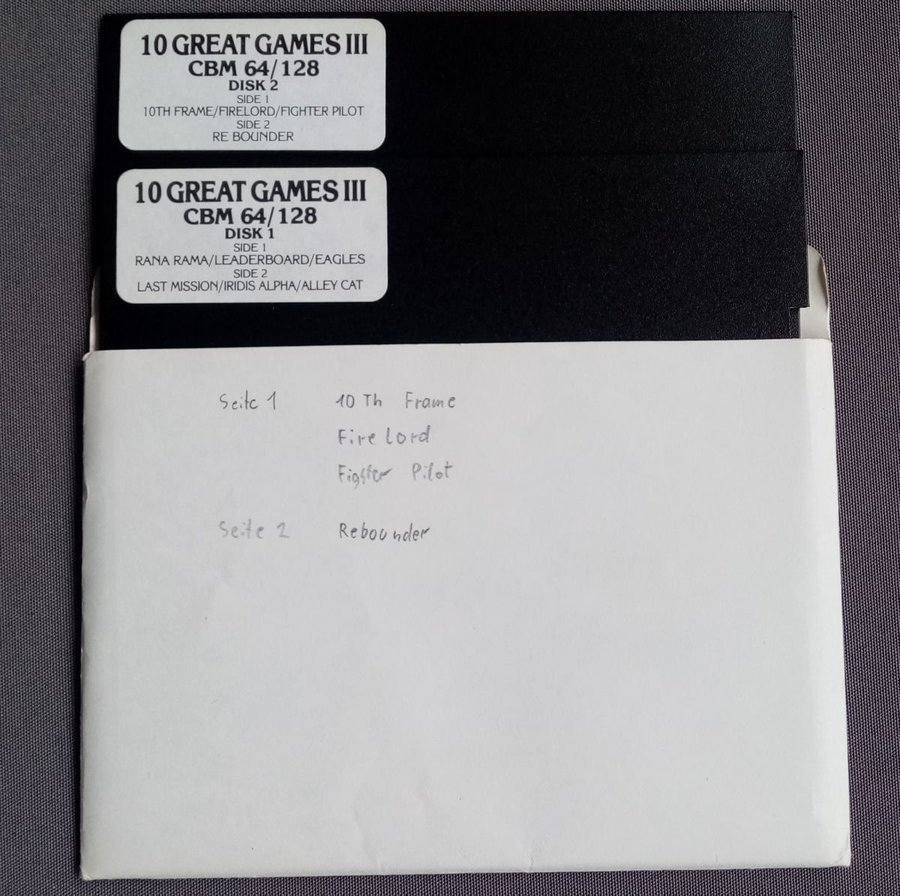 10 GREAT GAMES III
CBM 64/128
DISK 2
SIDE 1
10TH FRAME/FIRELORD/FIGHTER PILOT
SIDE 2
RE BOUNDER
10 GREAT GAMES III
CBM 64/128
DISK 1
SIDE 1
RANA RAMA/LEADERBOARD/EAGLES
SIDE 2
LAST MISSION/IRIDIS ALPHA/ALLEY CAT
Seite 1 10 Th Frame
Fire Lord
Pilot
Seite 2 Rebounder